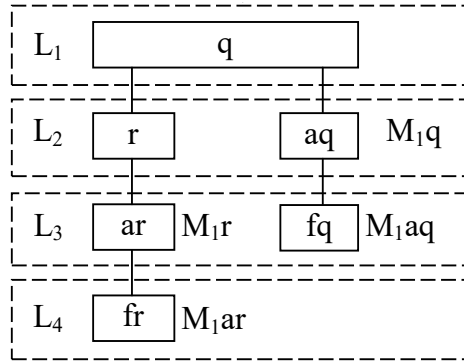 L₁ q
L₂ r aq M₁q
L₃ ar M₁r fq M₁aq
L₄ fr M₁ar